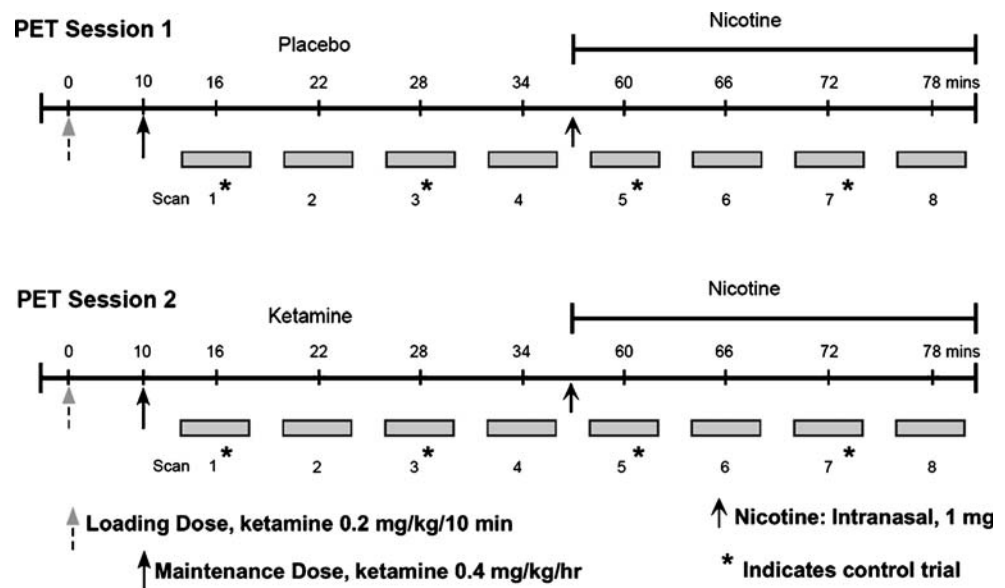 PET Session 1
Nicotine
Placebo
0 10 16 22 28 34 60 66 72 78 mins
Scan 1* 2 3* 4 5* 6 7* 8
PET Session 2
Nicotine
Ketamine
0 10 16 22 28 34 60 66 72 78 mins
Scan 1* 2 3* 4 5* 6 7* 8
Loading Dose, ketamine 0.2 mg/kg/10 min
Nicotine: Intranasal, 1 mg
Maintenance Dose, ketamine 0.4 mg/kg/hr
* Indicates control trial